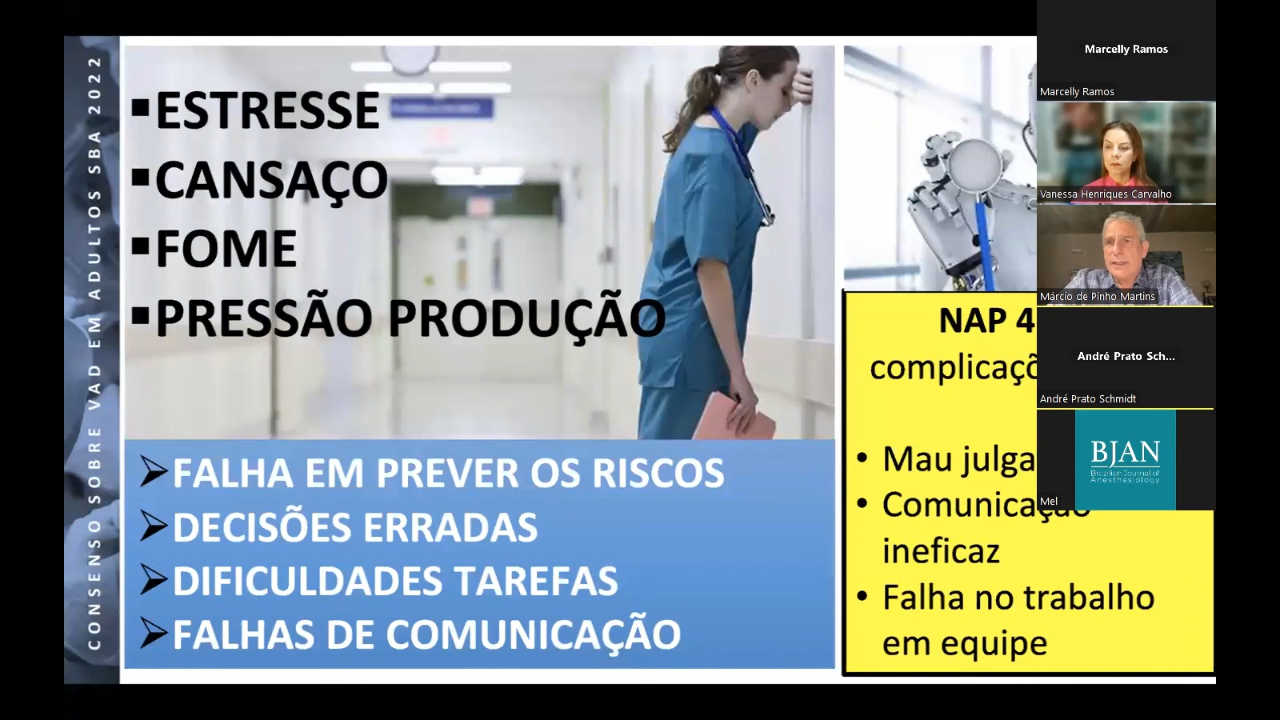 CONSENSO SOBRE VAD EM ADULTOS SBA 2022
▪ESTRESSE
▪CANSAÇO
▪FOME
▪PRESSÃO PRODUÇÃO
➢FALHA EM PREVER OS RISCOS
➢DECISÕES ERRADAS
➢DIFICULDADES TAREFAS
➢FALHAS DE COMUNICAÇÃO
NAP 4
• Comunicação
ineficaz
• Falha no trabalho
em equipe
Marcelly Ramos
Marcelly Ramos
Vanessa Henriques Carvalho
Márcio de Pinho Martins
André Prato Sch...
André Prato Schmidt
BJAN
Brazilian Journal of
Anesthesiology
Mel